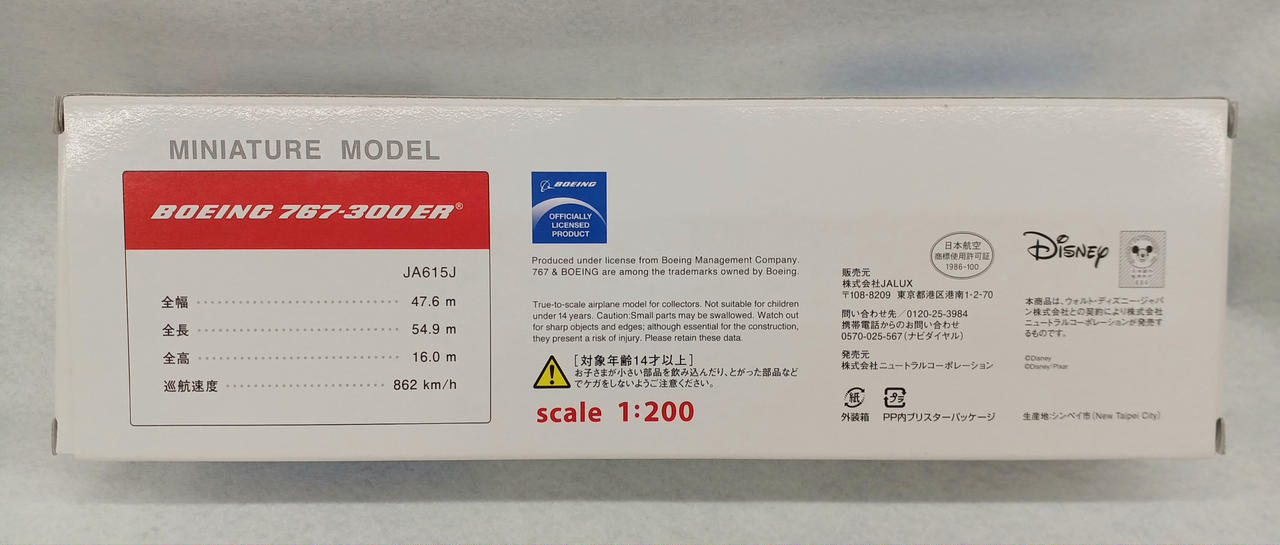 MINIATURE MODEL
BOEING 767-300ER®
JA615J
全幅 47.6 m
全長 54.9 m
全高 16.0 m
巡航速度 862 km/h
BOEING
OFFICIALLY
LICENSED
PRODUCT
Produced under license from Boeing Management Company.
767 & BOEING are among the trademarks owned by Boeing.
True-to-scale airplane model for collectors. Not suitable for children
under 14 years. Caution:Small parts may be swallowed. Watch out
for sharp objects and edges; although essential for the construction,
they present a risk of injury. Please retain these data.
[対象年齢14才以上]
お子さまが小さい部品を飲み込んだり、とがった部品など
でケガをしないようご注意ください。
scale 1:200
日本航空
商標使用許可証
1986-100
販売元
株式会社JALUX
〒108-8209 東京都港区港南1-2-70
問い合わせ先/0120-25-3984
携帯電話からのお問い合わせ
0570-025-567(ナビダイヤル)
発売元
株式会社ニュートラルコーポレーション
紙
外装箱
プラ
PP内ブリスターパッケージ
Disney
本商品は、ウォルト・ディズニー・ジャパ
ン株式会社との契約により株式会社
ニュートラルコーポレーションが発売す
るものです。
©Disney
©Disney/Pixar
生産地:シンペイ市(New Taipei City)